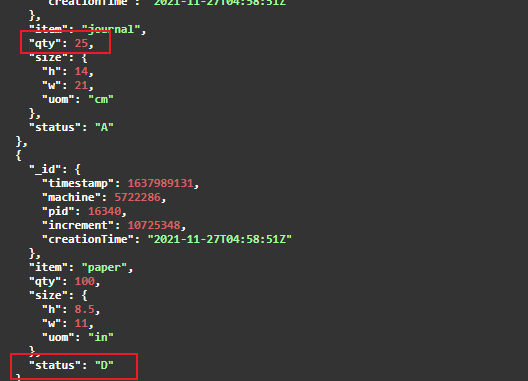 "creationTime": "2021-11-27T04:58:51Z"
},
"item": "journal",
"qty": 25,
"size": {
"h": 14,
"w": 21,
"uom": "cm"
},
"status": "A"
},
{
"_id": {
"timestamp": 1637989131,
"machine": 5722286,
"pid": 16340,
"increment": 10725348,
"creationTime": "2021-11-27T04:58:51Z"
},
"item": "paper",
"qty": 100,
"size": {
"h": 8.5,
"w": 11,
"uom": "in"
},
"status": "D"
}